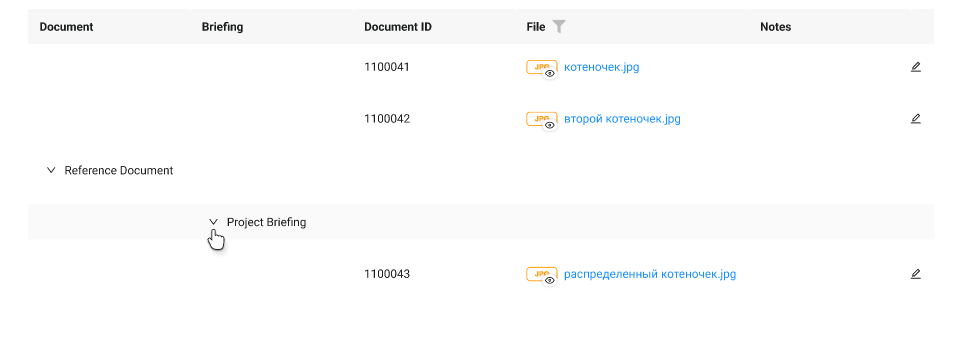 Document Briefing Document ID File Notes
1100041 JPG котеночек.jpg
1100042 JPG второй котеночек.jpg
Reference Document
Project Briefing
1100043 JPG распределенный котеночек.jpg